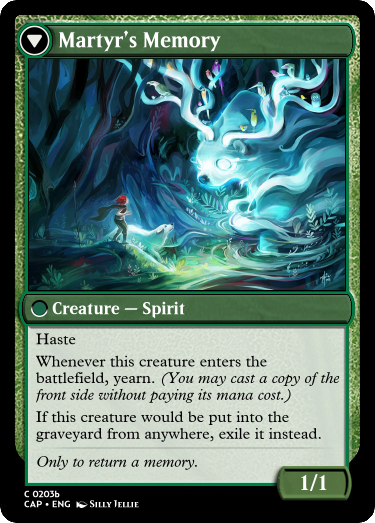 Martyr's Memory
Creature — Spirit
Haste
Whenever this creature enters the
battlefield, yearn. (You may cast a copy of the
front side without paying its mana cost.)
If this creature would be put into the
graveyard from anywhere, exile it instead.
Only to return a memory.
1/1
C 0203b
CAP • ENG Silly Jellie